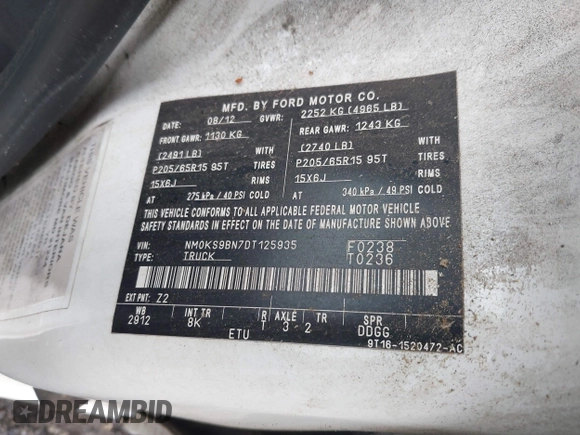 MFD. BY FORD MOTOR CO.
DATE: 08/12 GVWR: 2252 KG (4965 LB)
FRONT GAWR: 1130 KG REAR GAWR: 1243 KG
(2491 LB) WITH (2740 LB) WITH
P205/65R15 95T TIRES P205/65R15 95T TIRES
15X6J RIMS 15X6J RIMS
AT 275 kPa / 40 PSI COLD AT 340 kPa / 49 PSI COLD
THIS VEHICLE CONFORMS TO ALL APPLICABLE FEDERAL MOTOR VEHICLE
SAFETY STANDARDS IN EFFECT ON THE DATE OF MANUFACTURE SHOWN ABOVE
VIN: NM0KS9BN7DT125935 F0238
TYPE: TRUCK T0236
EXT PNT: Z2
WB INT TR R AXLE TR SPR
2912 8K T 3 2 DDGG
ETU 9T16-1520472-AC
DREAMBID